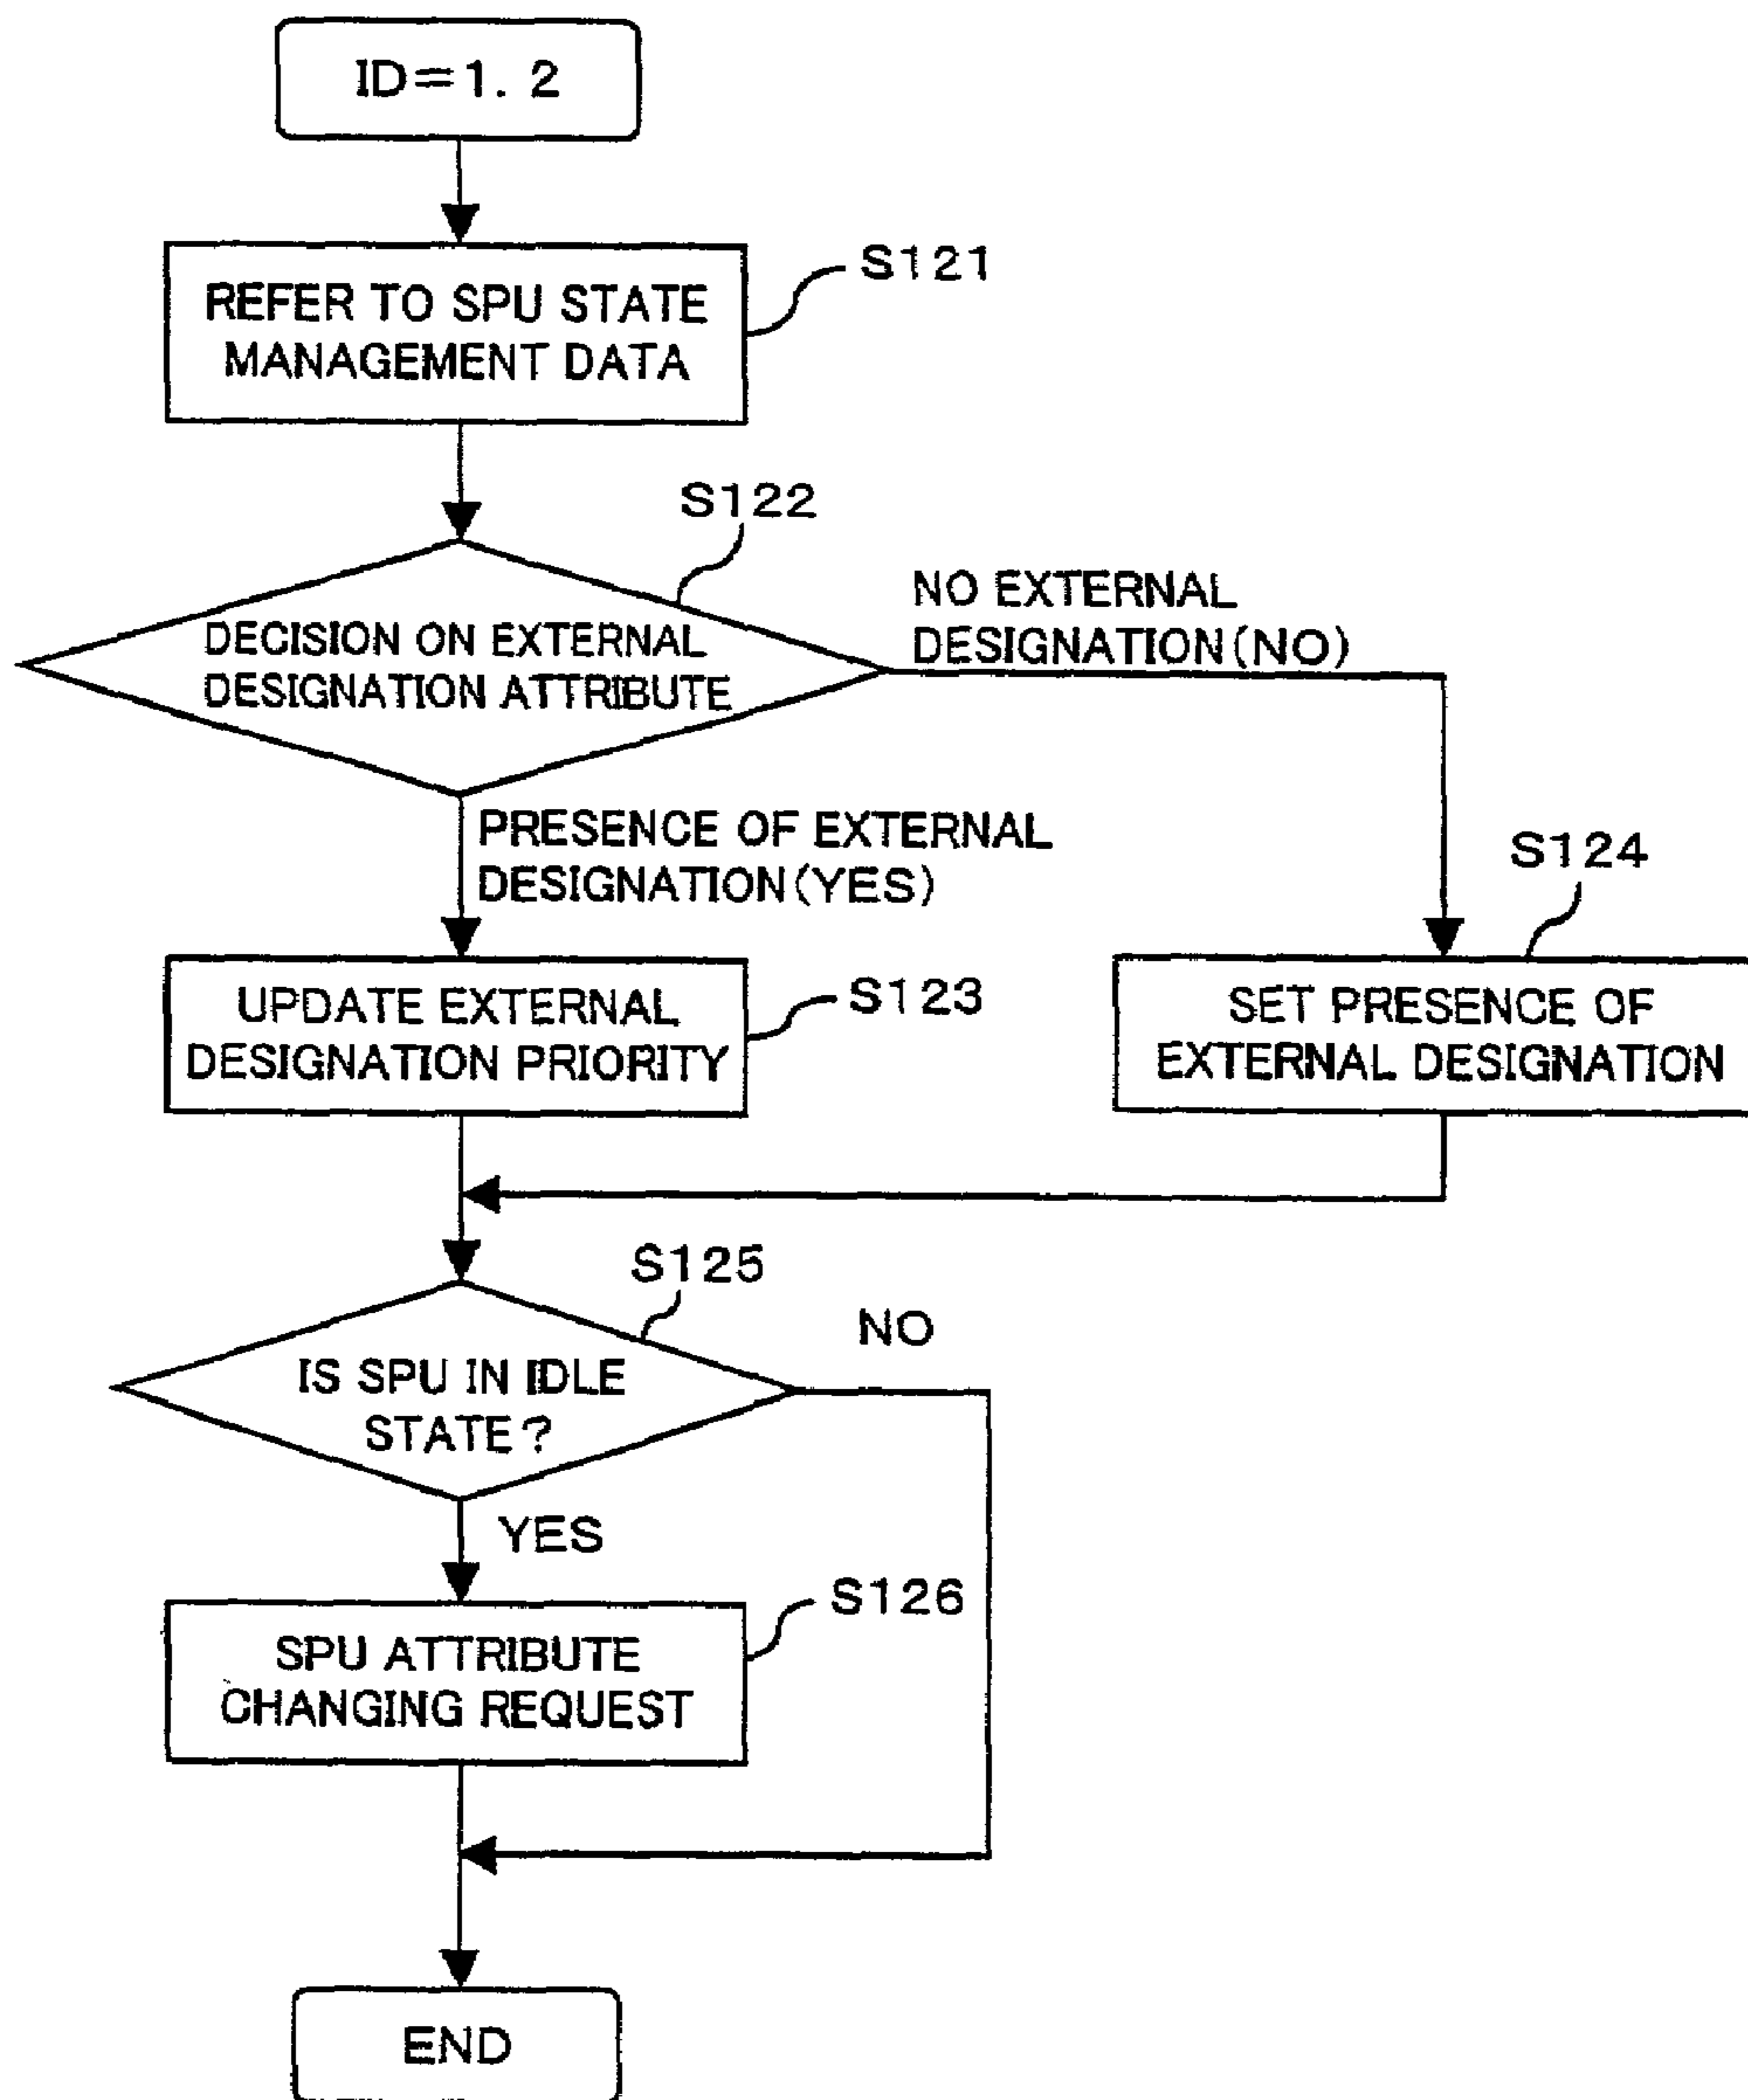 ID=1. 2
S121
REFER TO SPU STATE
MANAGEMENT DATA
S122
DECISION ON EXTERNAL
DESIGNATION ATTRIBUTE
NO EXTERNAL
DESIGNATION(NO)
PRESENCE OF EXTERNAL
DESIGNATION(YES)
S123
UPDATE EXTERNAL
DESIGNATION PRIORITY
S124
SET PRESENCE OF
EXTERNAL DESIGNATION
S125
IS SPU IN IDLE
STATE?
NO
YES
S126
SPU ATTRIBUTE
CHANGING REQUEST
END